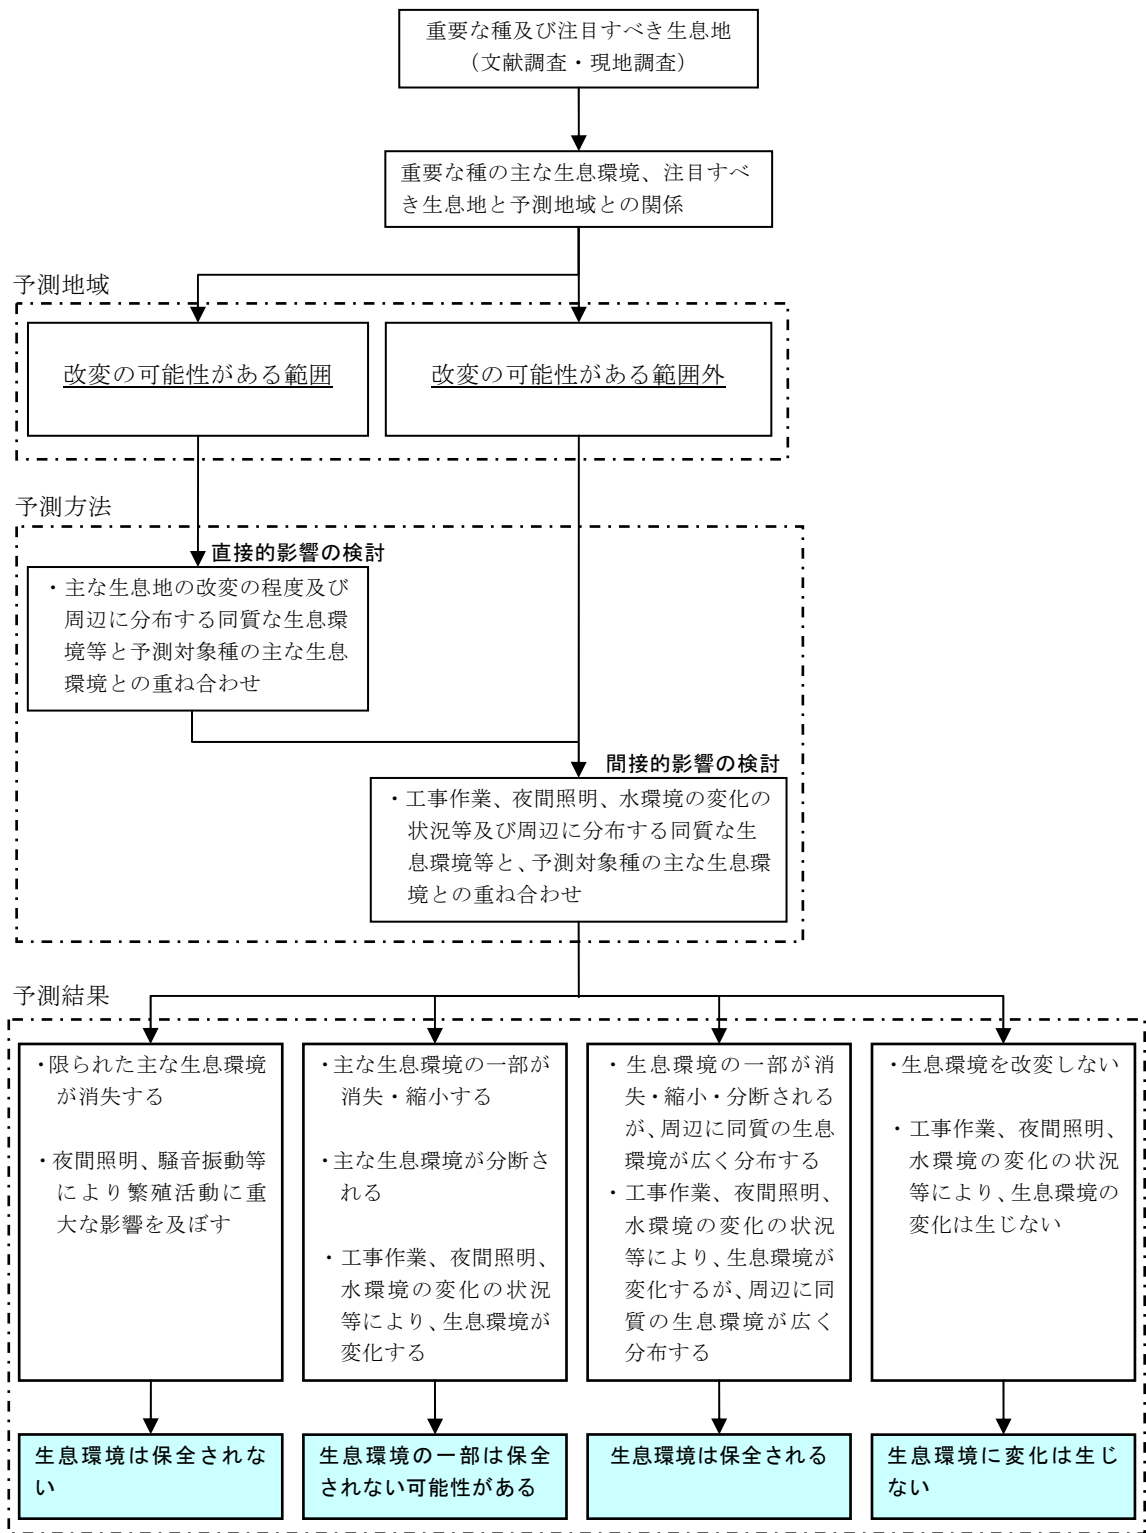 重要な種及び注目すべき生息地
（文献調査・現地調査）
重要な種の主な生息環境、注目すべ
き生息地と予測地域との関係
予測地域
改変の可能性がある範囲
改変の可能性がある範囲外
予測方法
直接的影響の検討
・主な生息地の改変の程度及び
周辺に分布する同質な生息環
境等と予測対象種の主な生息
環境との重ね合わせ
間接的影響の検討
・工事作業、夜間照明、水環境の変化の
状況等及び周辺に分布する同質な生
息環境等と、予測対象種の主な生息環
境との重ね合わせ
予測結果
・限られた主な生息環境
が消失する
・夜間照明、騒音振動等
により繁殖活動に重
大な影響を及ぼす
・主な生息環境の一部が
消失・縮小する
・主な生息環境が分断さ
れる
・工事作業、夜間照明、
水環境の変化の状況
等により、生息環境が
変化する
・生息環境の一部が消
失・縮小・分断される
が、周辺に同質の生息
環境が広く分布する
・工事作業、夜間照明、
水環境の変化の状況
等により、生息環境が
変化するが、周辺に同
質の生息環境が広く
分布する
・生息環境を改変しない
・工事作業、夜間照明、
水環境の変化の状況
等により、生息環境の
変化は生じない
生息環境は保全されな
い
生息環境の一部は保全
されない可能性がある
生息環境は保全される
生息環境に変化は生じ
ない